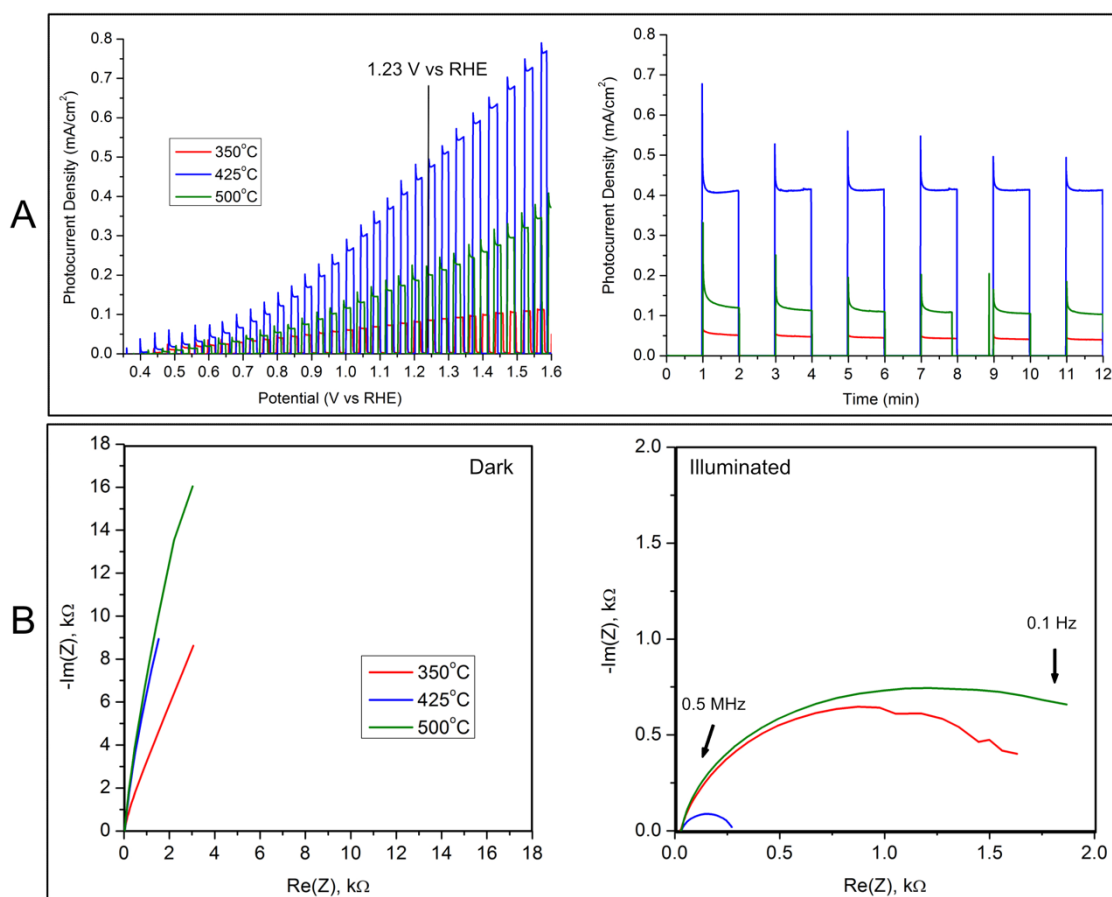 A
Photocurrent Density (mA/cm²)
0.8
0.7
0.6
0.5
0.4
0.3
0.2
0.1
0.0
1.23 V vs RHE
350°C
425°C
500°C
0.4 0.5 0.6 0.7 0.8 0.9 1.0 1.1 1.2 1.3 1.4 1.5 1.6
Potential (V vs RHE)
Photocurrent Density (mA/cm²)
0.8
0.7
0.6
0.5
0.4
0.3
0.2
0.1
0.0
0 1 2 3 4 5 6 7 8 9 10 11 12
Time (min)
B
-Im(Z), kΩ
18
16
14
12
10
8
6
4
2
0
Dark
350°C
425°C
500°C
0 2 4 6 8 10 12 14 16 18
Re(Z), kΩ
-Im(Z), kΩ
2.0
1.5
1.0
0.5
0.0
Illuminated
0.1 Hz
0.5 MHz
0.0 0.5 1.0 1.5 2.0
Re(Z), kΩ